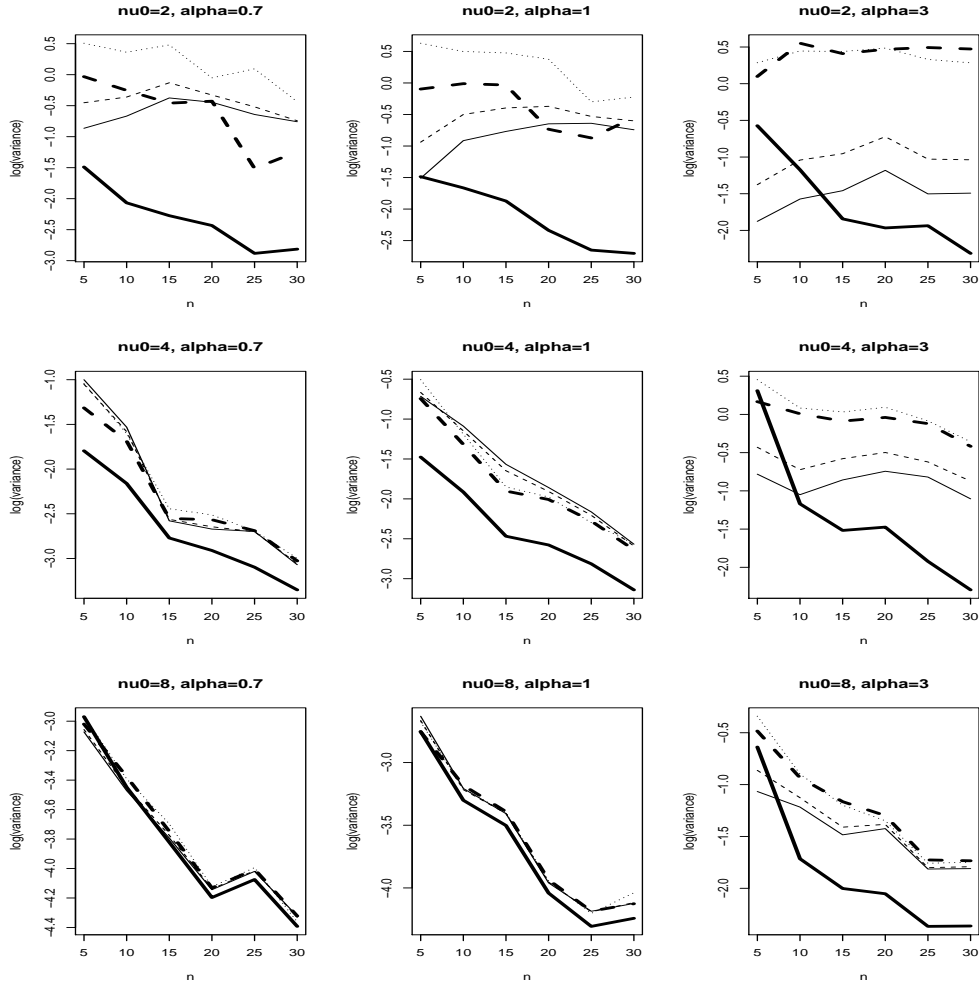 nu0=2, alpha=0.7
log(variance)
0.5
0.0
−0.5
−1.0
−1.5
−2.0
−2.5
−3.0
5 10 15 20 25 30
n
nu0=2, alpha=1
log(variance)
0.5
0.0
−0.5
−1.0
−1.5
−2.0
−2.5
5 10 15 20 25 30
n
nu0=2, alpha=3
log(variance)
0.5
0.0
−0.5
−1.0
−1.5
−2.0
5 10 15 20 25 30
n
nu0=4, alpha=0.7
log(variance)
−1.0
−1.5
−2.0
−2.5
−3.0
5 10 15 20 25 30
n
nu0=4, alpha=1
log(variance)
−0.5
−1.0
−1.5
−2.0
−2.5
−3.0
5 10 15 20 25 30
n
nu0=4, alpha=3
log(variance)
0.5
0.0
−0.5
−1.0
−1.5
−2.0
5 10 15 20 25 30
n
nu0=8, alpha=0.7
log(variance)
−3.0
−3.2
−3.4
−3.6
−3.8
−4.0
−4.2
−4.4
5 10 15 20 25 30
n
nu0=8, alpha=1
log(variance)
−3.0
−3.5
−4.0
5 10 15 20 25 30
n
nu0=8, alpha=3
log(variance)
−0.5
−1.0
−1.5
−2.0
5 10 15 20 25 30
n